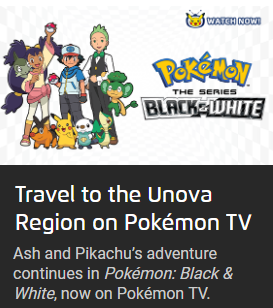 WATCH NOW!
POKÉMON
THE SERIES
BLACK & WHITE
Travel to the Unova
Region on Pokémon TV
Ash and Pikachu’s adventure
continues in Pokémon: Black &
White, now on Pokémon TV.